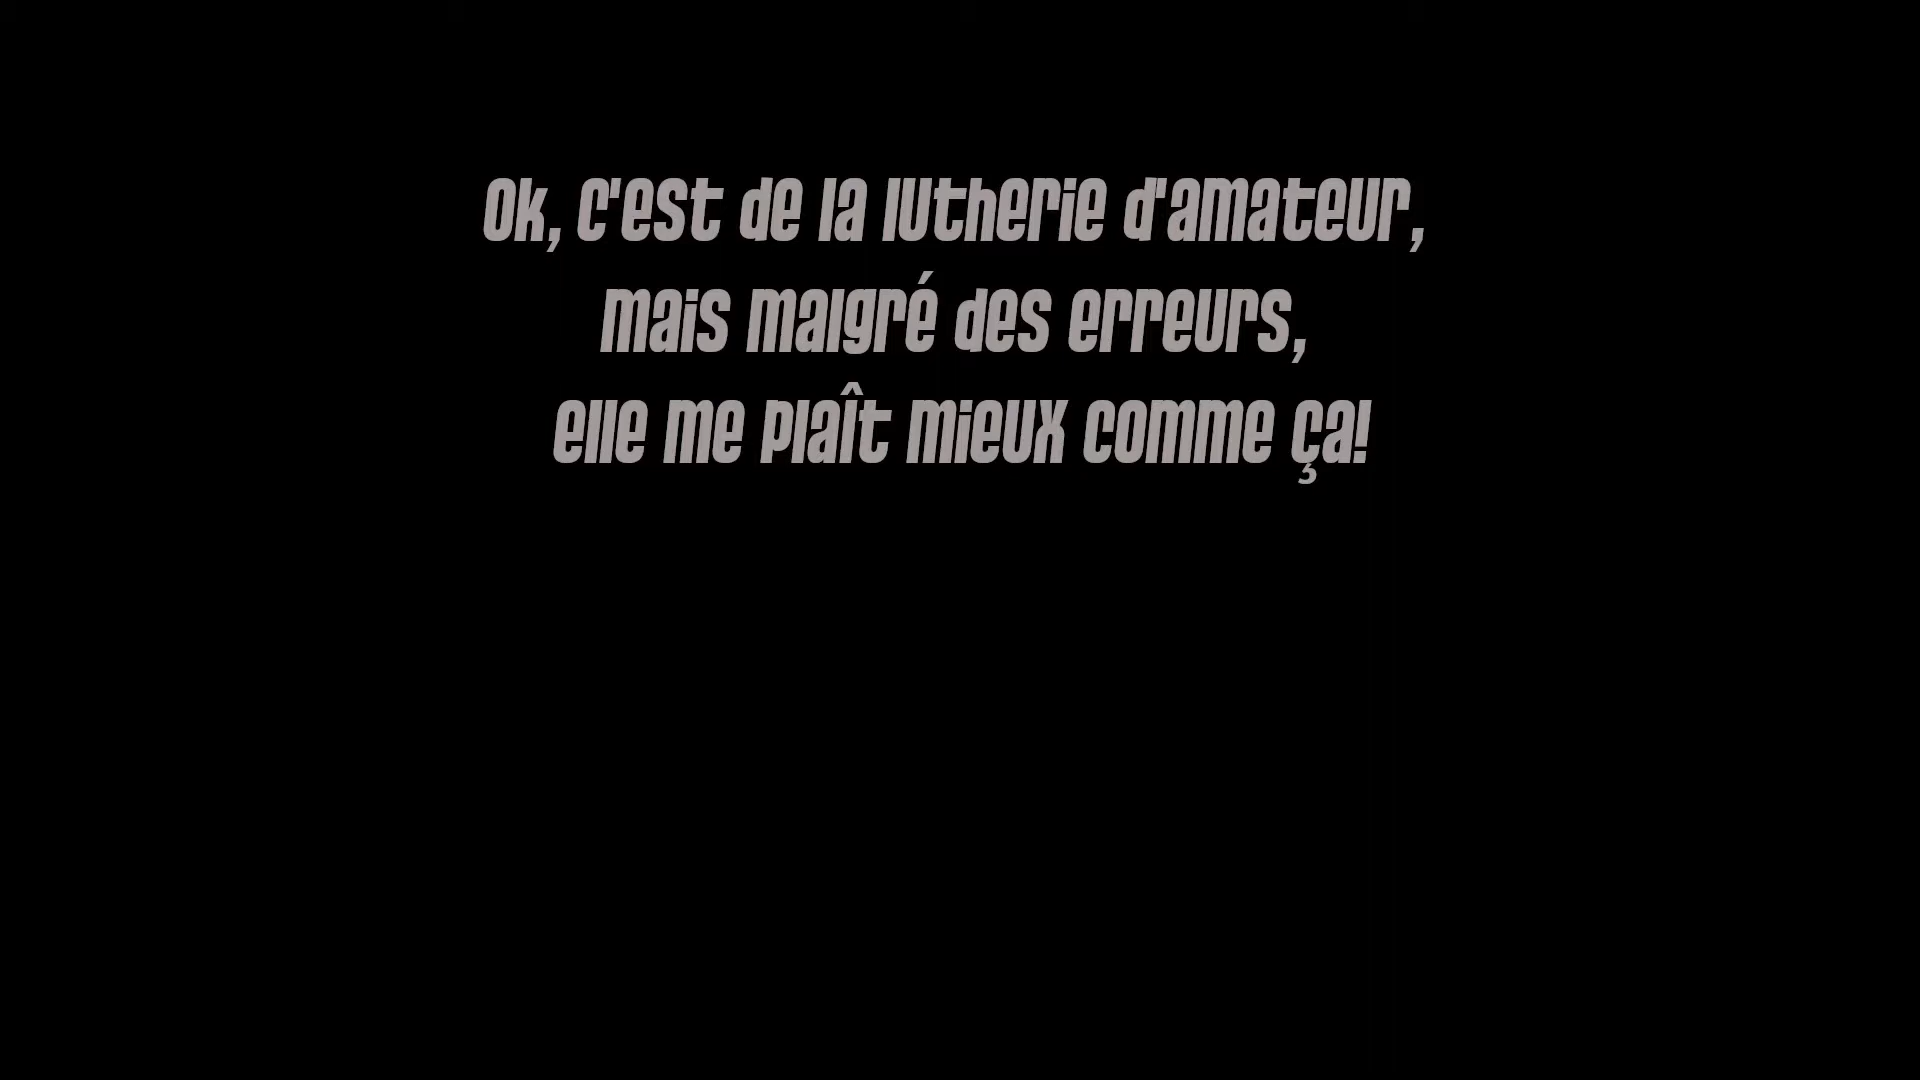 Ok, c'est de la lutherie d'amateur,
mais malgré des erreurs,
elle me plaît mieux comme ça!